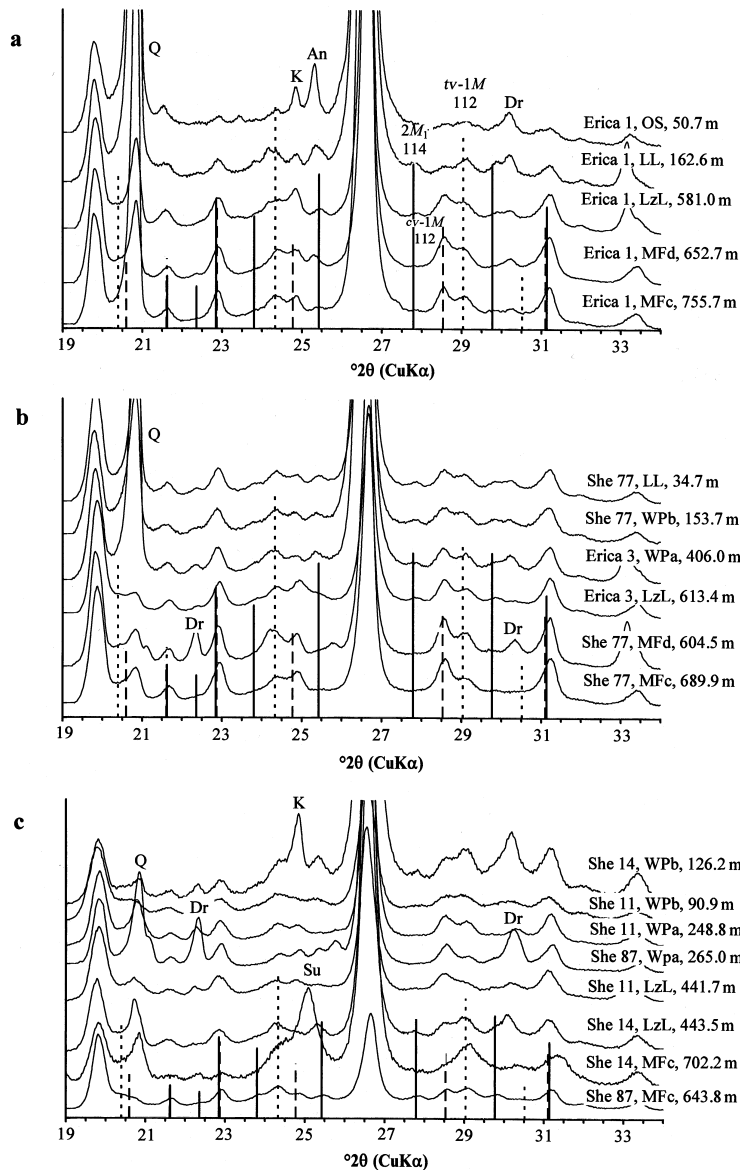 a
Q
K
An
tv-1M
112
Dr
2M₁
114
cv-1M
112
Erica 1, OS, 50.7 m
Erica 1, LL, 162.6 m
Erica 1, LzL, 581.0 m
Erica 1, MFd, 652.7 m
Erica 1, MFc, 755.7 m
19 21 23 25 27 29 31 33
°2θ (CuKα)
b
Q
Dr
Dr
She 77, LL, 34.7 m
She 77, WPb, 153.7 m
Erica 3, WPa, 406.0 m
Erica 3, LzL, 613.4 m
She 77, MFd, 604.5 m
She 77, MFc, 689.9 m
19 21 23 25 27 29 31 33
°2θ (CuKα)
c
K
Q
Dr
Dr
Su
She 14, WPb, 126.2 m
She 11, WPb, 90.9 m
She 11, WPa, 248.8 m
She 87, Wpa, 265.0 m
She 11, LzL, 441.7 m
She 14, LzL, 443.5 m
She 14, MFc, 702.2 m
She 87, MFc, 643.8 m
19 21 23 25 27 29 31 33
°2θ (CuKα)